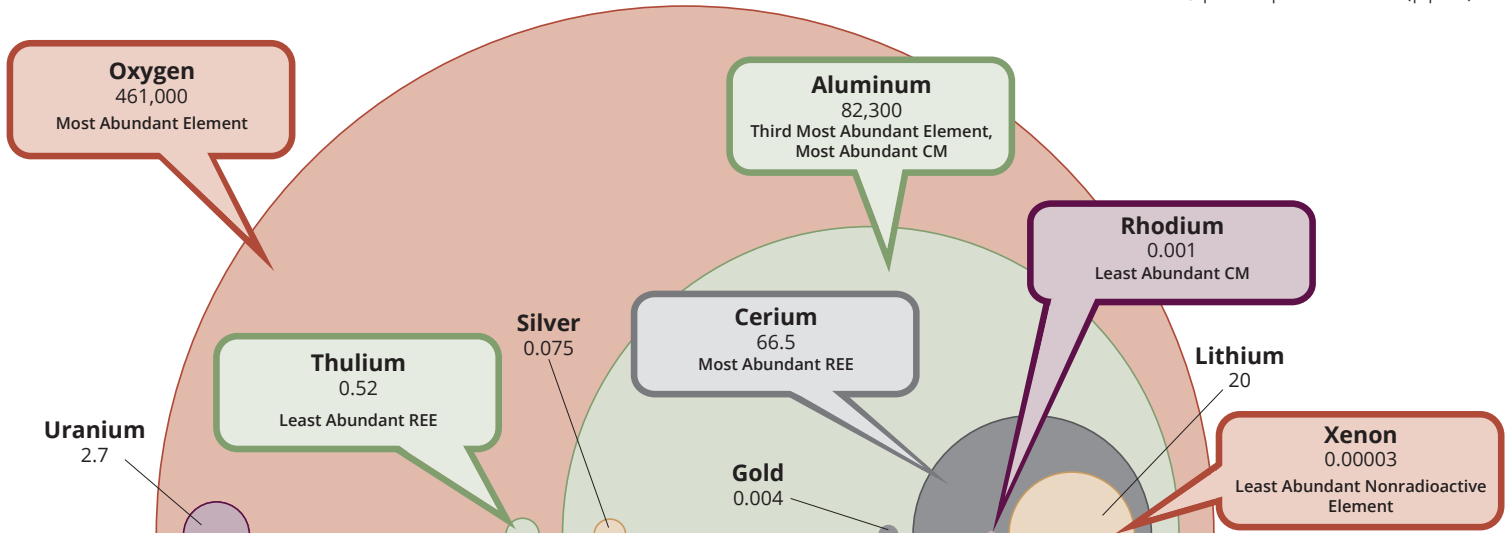 Oxygen
461,000
Most Abundant Element
Aluminum
82,300
Third Most Abundant Element,
Most Abundant CM
Rhodium
0.001
Least Abundant CM
Cerium
66.5
Most Abundant REE
Silver
0.075
Thulium
0.52
Least Abundant REE
Lithium
20
Uranium
2.7
Gold
0.004
Xenon
0.00003
Least Abundant Nonradioactive
Element